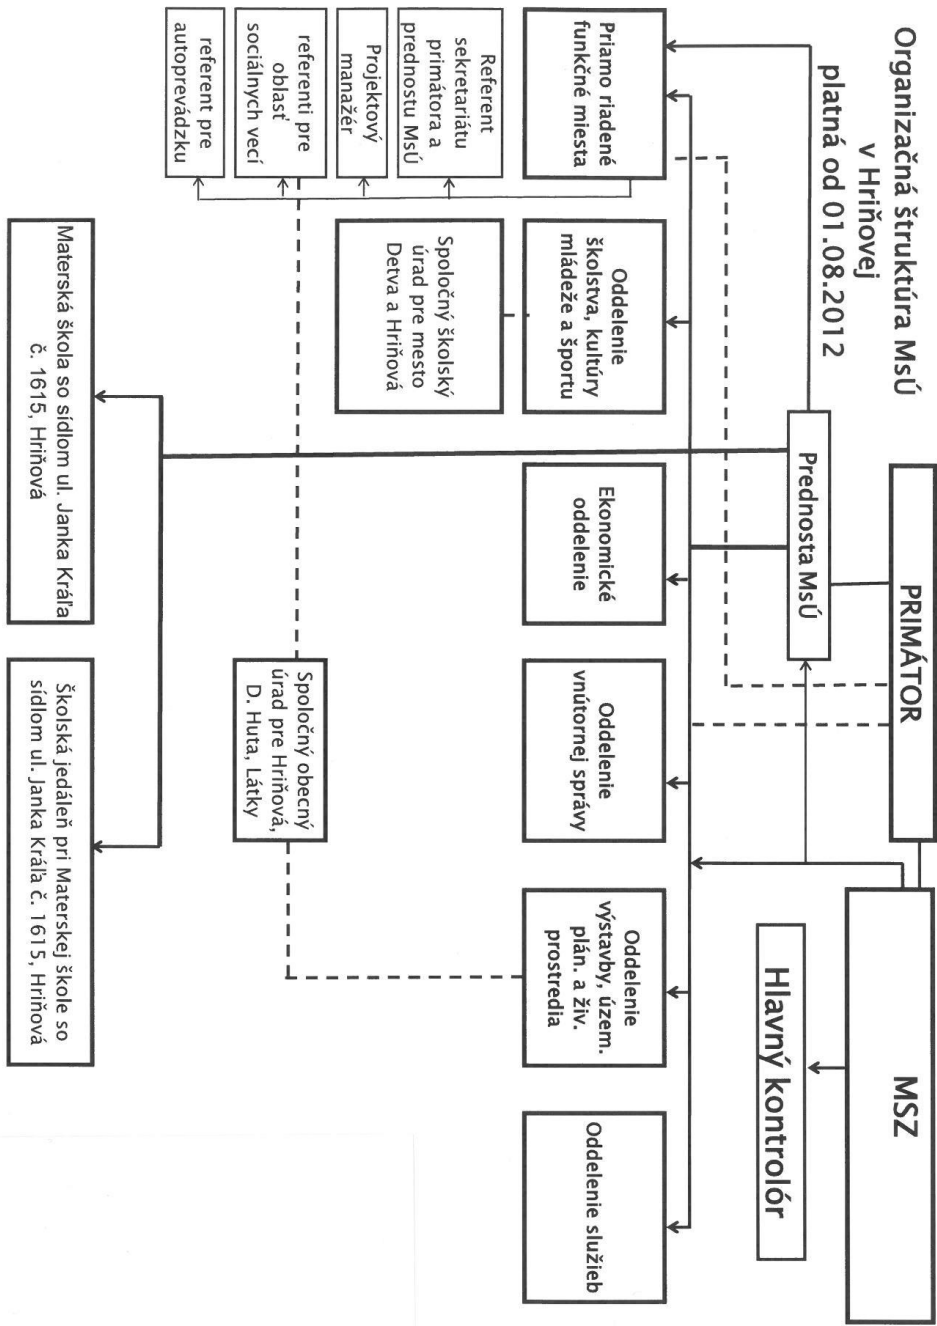 Organizačná štruktúra MsÚ
v Hriňovej
platná od 01.08.2012
PRIMÁTOR
MSZ
Prednosta MsÚ
Hlavný kontrolór
Priamo riadené
funkčné miesta
Oddelenie
školstva, kultúry
mládeže a športu
Ekonomické
oddelenie
Oddelenie
vnútornej správy
Oddelenie
výstavby, územ.
plán. a živ.
prostredia
Oddelenie služieb
Referent
sekretariátu
primátora a
prednostu MsÚ
Projektový
manažér
referenti pre
oblasť
sociálnych vecí
referent pre
autoprevádzku
Spoločný školský
úrad pre mesto
Detva a Hriňová
Spoločný obecný
úrad pre Hriňová,
D. Huta, Látky
Materská škola so sídlom ul. Janka Kráľa
č. 1615, Hriňová
Školská jedáleň pri Materskej škole so
sídlom ul. Janka Kráľa č. 1615, Hriňová